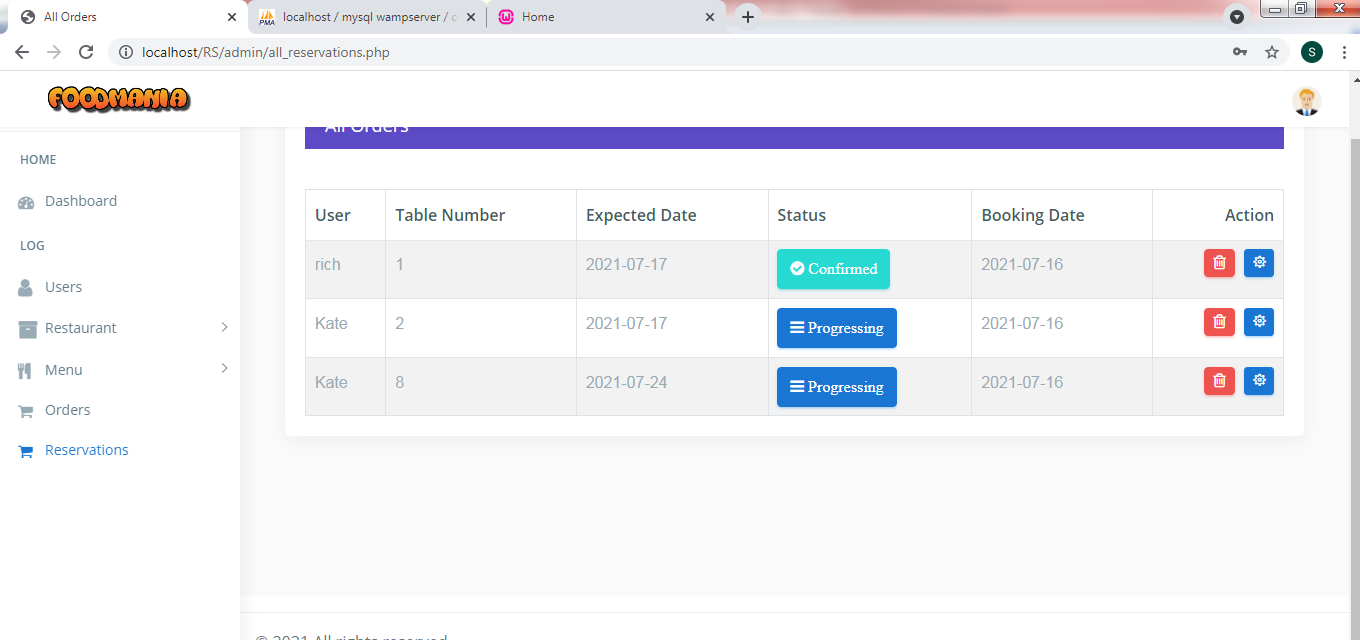 All Orders
localhost / mysql wampserver /
Home
localhost/RS/admin/all_reservations.php
S
FOODMANIA
All Orders
HOME
Dashboard
LOG
Users
Restaurant
Menu
Orders
Reservations
User Table Number Expected Date Status Booking Date Action
rich 1 2021-07-17 Confirmed 2021-07-16
Kate 2 2021-07-17 Progressing 2021-07-16
Kate 8 2021-07-24 Progressing 2021-07-16
© 2021 All rights reserved